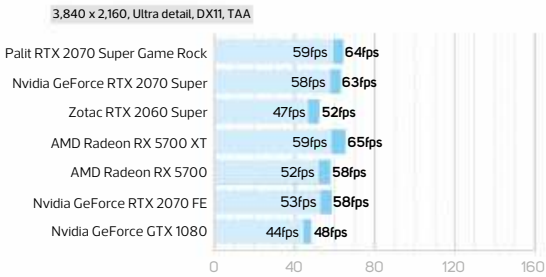 3,840 x 2,160, Ultra detail, DX11, TAA
Palit RTX 2070 Super Game Rock 59fps 64fps
Nvidia GeForce RTX 2070 Super 58fps 63fps
Zotac RTX 2060 Super 47fps 52fps
AMD Radeon RX 5700 XT 59fps 65fps
AMD Radeon RX 5700 52fps 58fps
Nvidia GeForce RTX 2070 FE 53fps 58fps
Nvidia GeForce GTX 1080 44fps 48fps
0 40 80 120 160